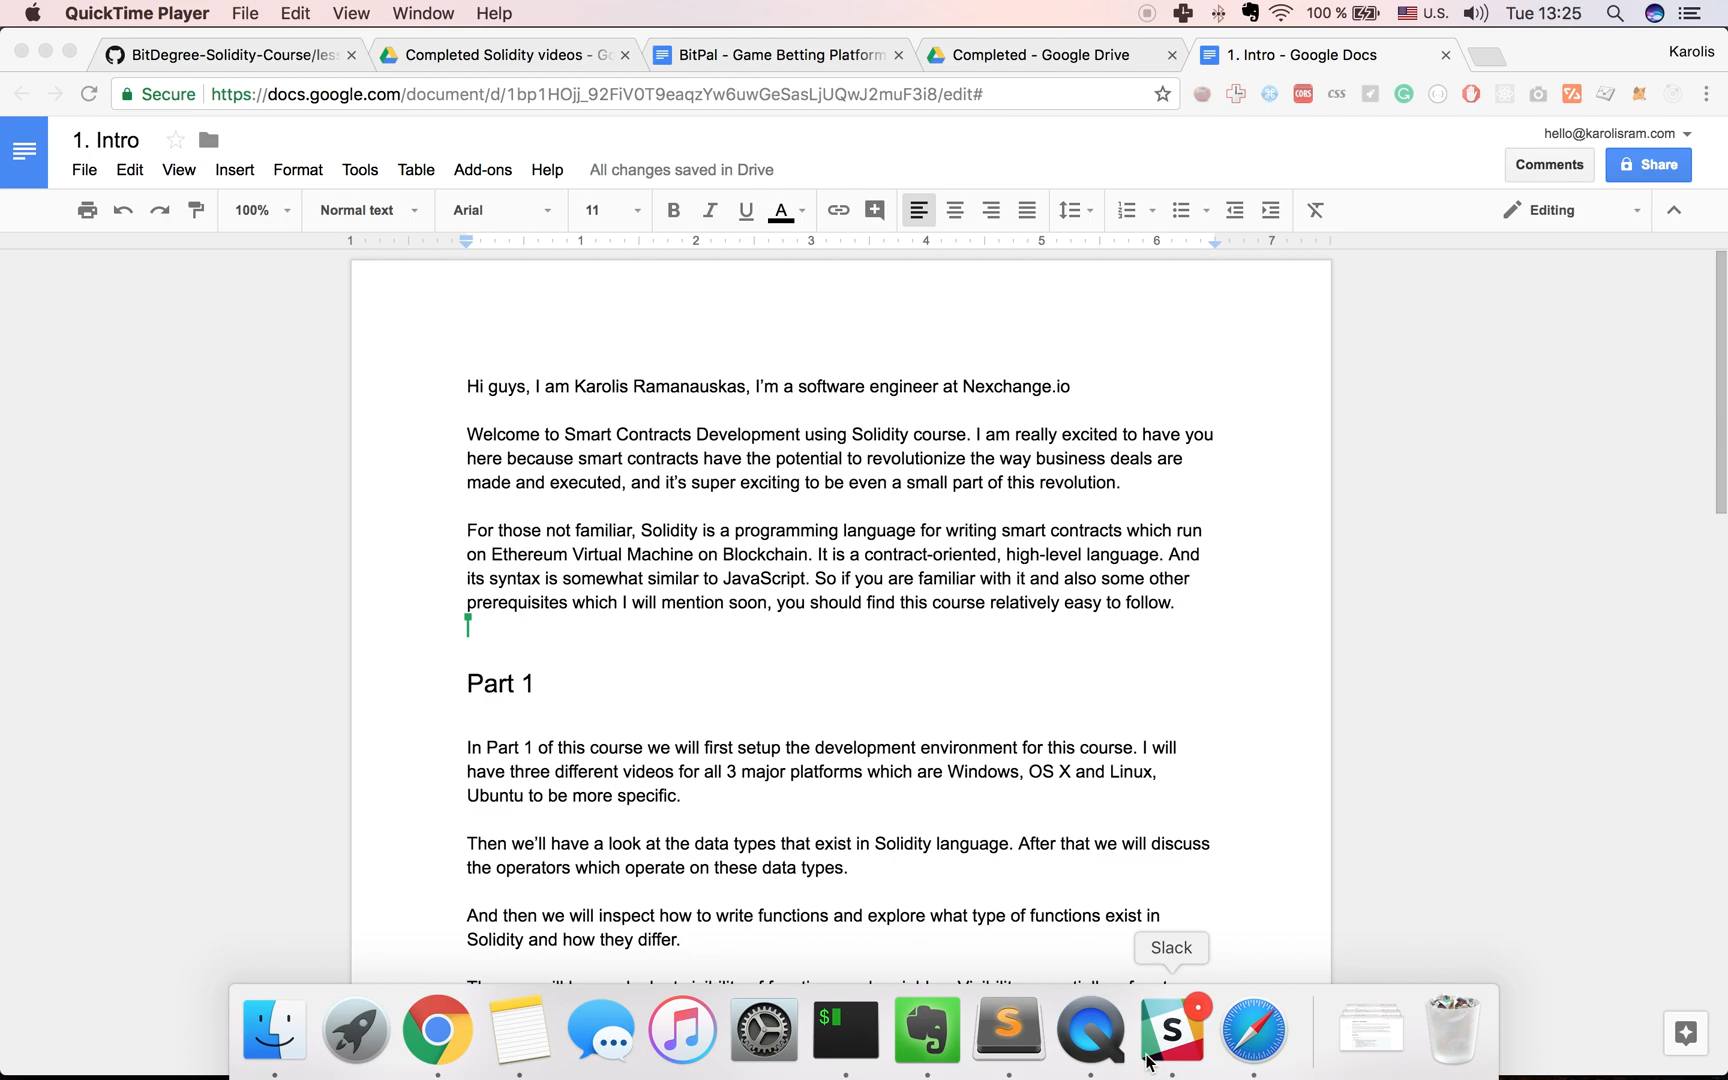 QuickTime Player File Edit View Window Help 100 % U.S. Tue 13:25
BitDegree-Solidity-Course/les Completed Solidity videos - Go BitPal - Game Betting Platform Completed - Google Drive 1. Intro - Google Docs Karolis
Secure https://docs.google.com/document/d/1bp1HOjj_92FiV0T9eaqzYw6uwGeSasLjUQwJ2muF3i8/edit#
CORS CSS
1. Intro hello@karolisram.com
File Edit View Insert Format Tools Table Add-ons Help All changes saved in Drive Comments Share
100% Normal text Arial 11 B I U A Editing
1 1 2 3 4 5 6 7
Hi guys, I am Karolis Ramanauskas, I'm a software engineer at Nexchange.io
Welcome to Smart Contracts Development using Solidity course. I am really excited to have you
here because smart contracts have the potential to revolutionize the way business deals are
made and executed, and it's super exciting to be even a small part of this revolution.
For those not familiar, Solidity is a programming language for writing smart contracts which run
on Ethereum Virtual Machine on Blockchain. It is a contract-oriented, high-level language. And
its syntax is somewhat similar to JavaScript. So if you are familiar with it and also some other
prerequisites which I will mention soon, you should find this course relatively easy to follow.
Part 1
In Part 1 of this course we will first setup the development environment for this course. I will
have three different videos for all 3 major platforms which are Windows, OS X and Linux,
Ubuntu to be more specific.
Then we'll have a look at the data types that exist in Solidity language. After that we will discuss
the operators which operate on these data types.
And then we will inspect how to write functions and explore what type of functions exist in
Solidity and how they differ.
Slack